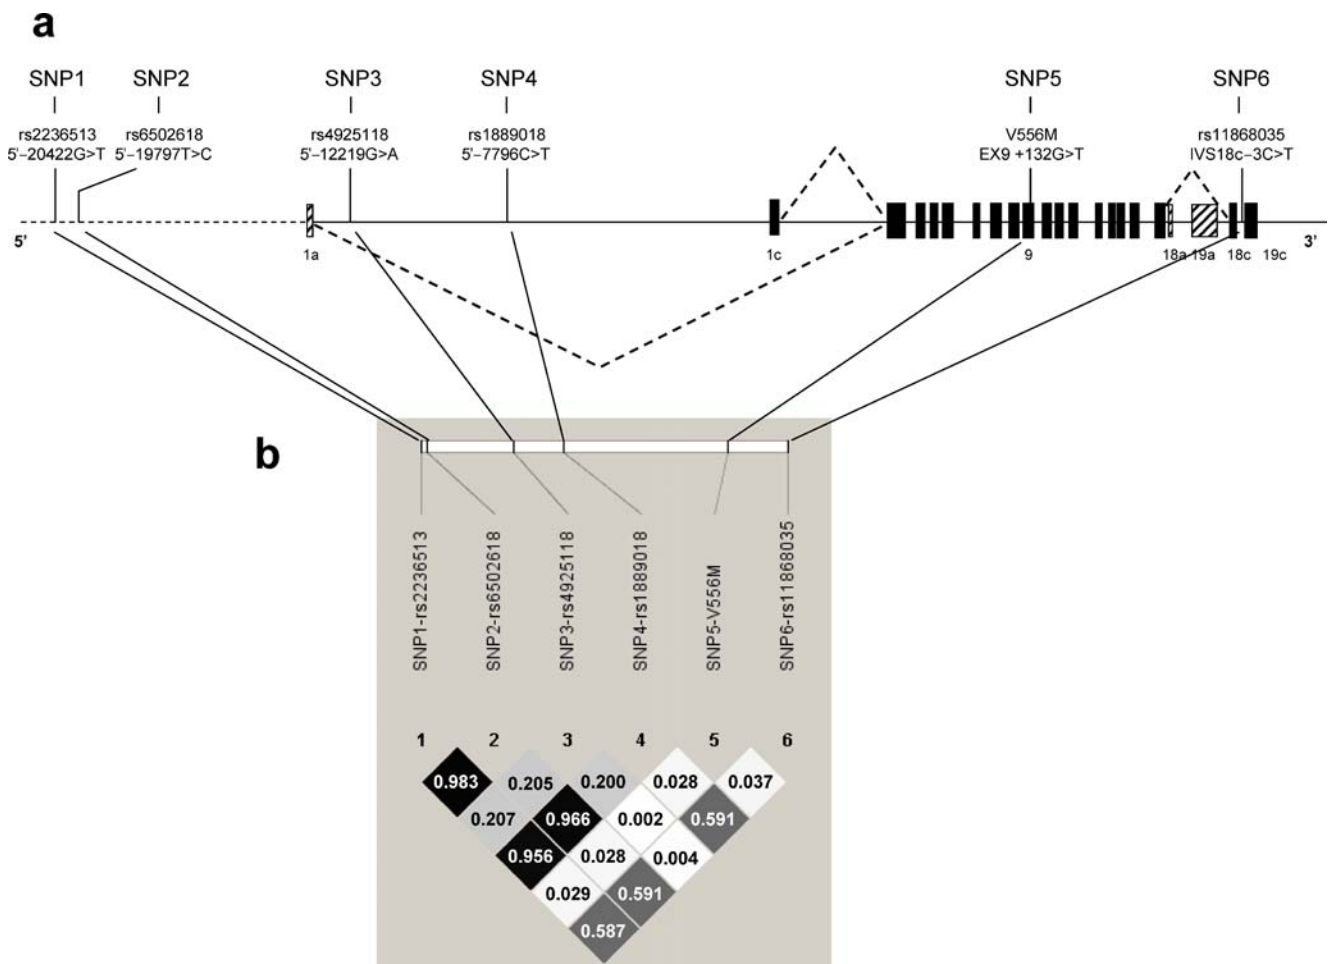 a
SNP1 SNP2 SNP3 SNP4 SNP5 SNP6
rs2236513 rs6502618 rs4925118 rs1889018 V556M rs11868035
5'−20422G>T 5'−19797T>C 5'−12219G>A 5'−7796C>T EX9 +132G>T IVS18c−3C>T
5' 3'
1a 1c 9 18a 19a 18c 19c
b
SNP1-rs2236513
SNP2-rs6502618
SNP3-rs4925118
SNP4-rs1889018
SNP5-V556M
SNP6-rs11868035
1 2 3 4 5 6
0.983 0.205 0.200 0.028 0.037
0.207 0.966 0.002 0.591
0.956 0.028 0.004
0.029 0.591
0.587